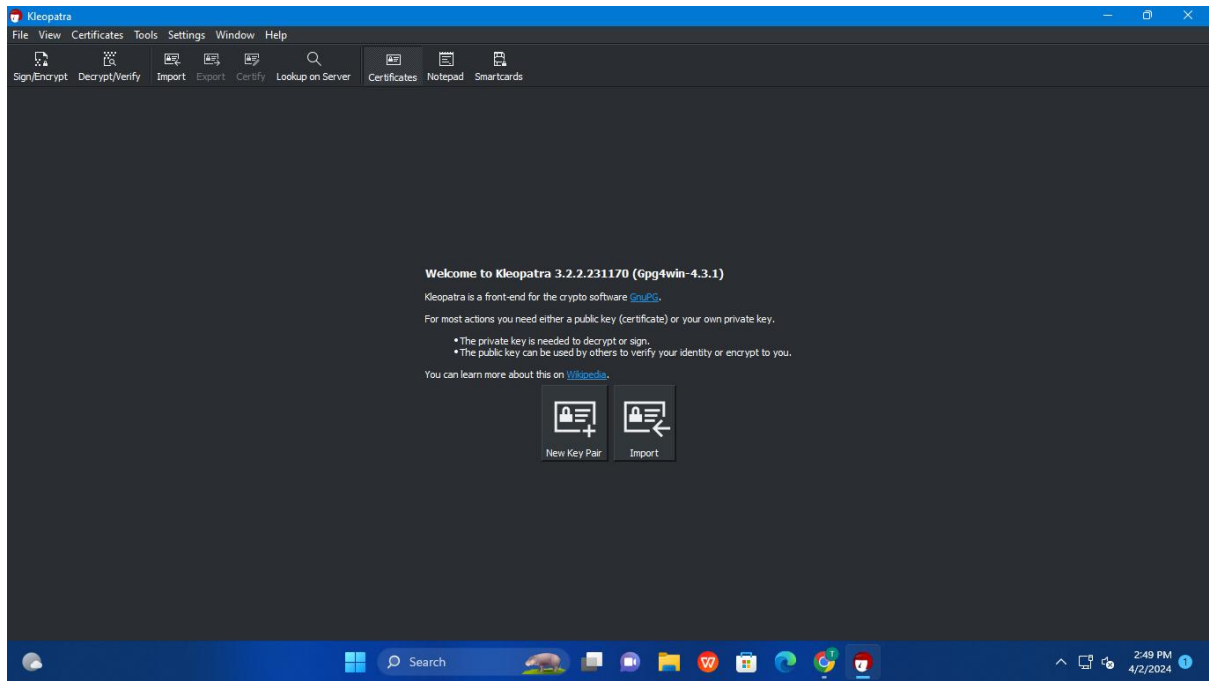 Kleopatra
File View Certificates Tools Settings Window Help
Sign/Encrypt Decrypt/Verify Import Export Certify Lookup on Server Certificates Notepad Smartcards
Welcome to Kleopatra 3.2.2.231170 (Gpg4win-4.3.1)
Kleopatra is a front-end for the crypto software GnuPG.
For most actions you need either a public key (certificate) or your own private key.
•The private key is needed to decrypt or sign.
•The public key can be used by others to verify your identity or encrypt to you.
You can learn more about this on Wikipedia.
New Key Pair Import
Search
2:49 PM
4/2/2024
1